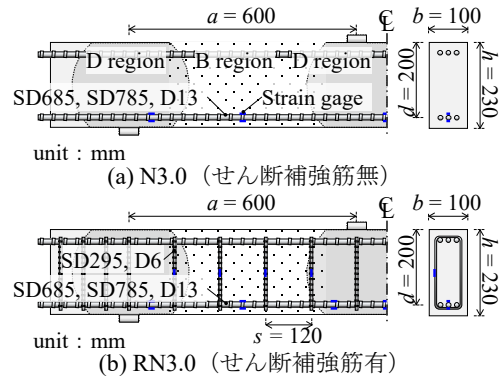 a = 600
℄
b = 100
D region
B region
D region
d = 200
h = 230
SD685, SD785, D13
Strain gage
unit : mm
(a) N3.0（せん断補強筋無）
a = 600
℄
b = 100
SD295, D6
d = 200
h = 230
SD685, SD785, D13
s = 120
unit : mm
(b) RN3.0（せん断補強筋有）